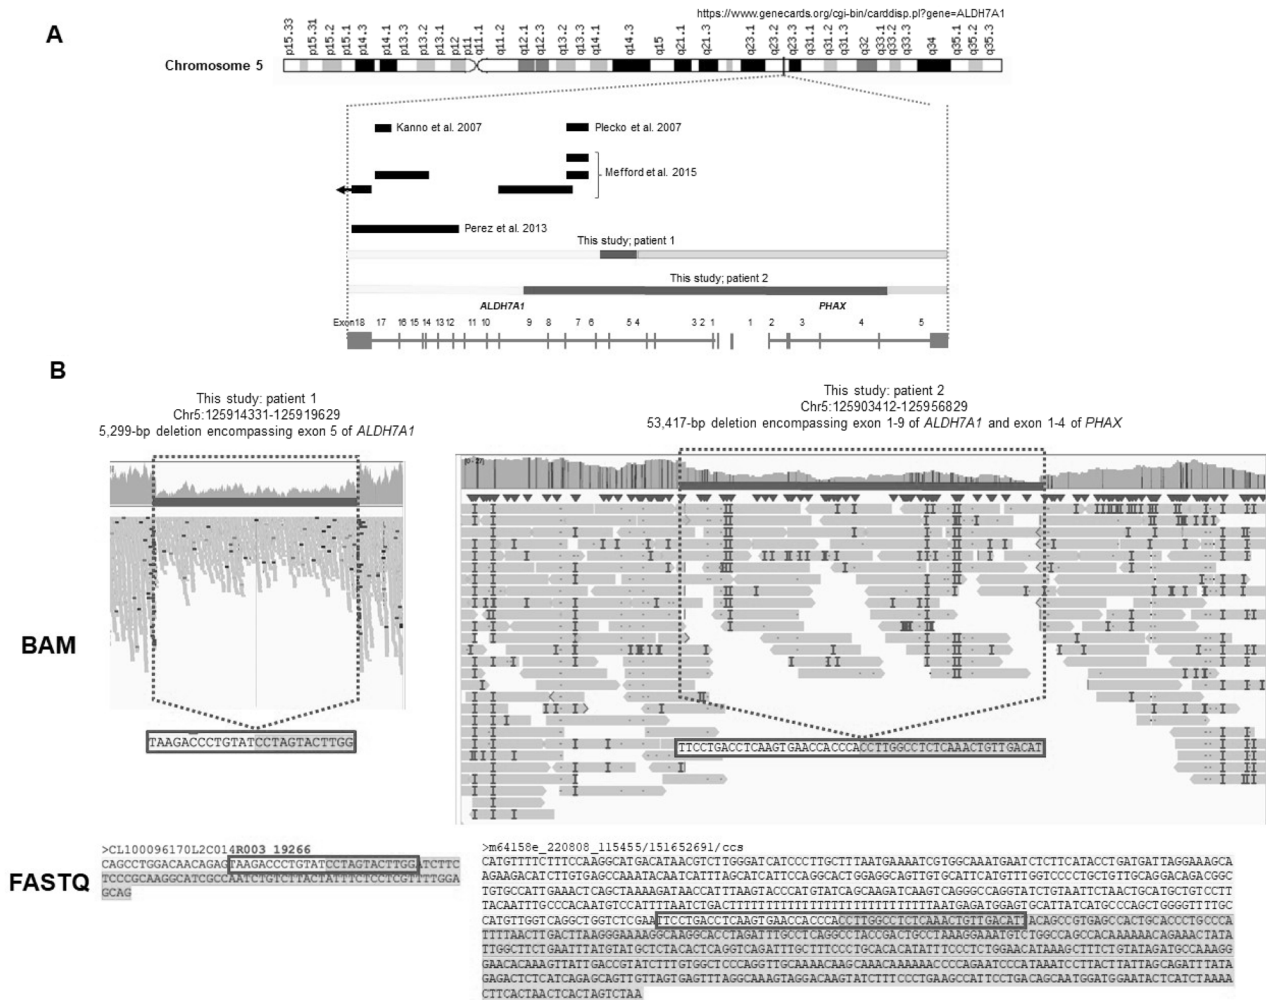 https://www.genecards.org/cgi-bin/carddisp.pl?gene=ALDH7A1
A
p15.33 p15.31 p15.2 p15.1 p14.3 p14.1 p13.3 p13.2 p13.1 p12 p11 q11.1 q11.2 q12.1 q12.3 q13.2 q13.3 q14.1 q14.3 q15 q21.1 q21.3 q23.1 q23.2 q23.3 q31.1 q31.2 q31.3 q32 q33.1 q33.2 q33.3 q34 q35.1 q35.2 q35.3
Chromosome 5
Kanno et al. 2007 Plecko et al. 2007
Mefford et al. 2015
Perez et al. 2013
This study; patient 1
This study; patient 2
ALDH7A1 PHAX
Exon18 17 16 15 14 13 12 11 10 9 8 7 6 5 4 3 2 1 1 2 3 4 5
B
This study: patient 1
Chr5:125914331-125919629
5,299-bp deletion encompassing exon 5 of ALDH7A1
This study: patient 2
Chr5:125903412-125956829
53,417-bp deletion encompassing exon 1-9 of ALDH7A1 and exon 1-4 of PHAX
BAM
TAAGACCCTGTATCCTAGTACTTGG
TTCCTGACCTCAAGTGAACCACCCACCTTGGCCTCTCAAACTGTTGACAT
FASTQ
>CL100096170L2C014R003_19266
CAGCCTGGACAACAGAGTAAGACCCTGTATCCTAGTACTTGGATCTTC
TCCCGCAAGGCATCGCCAATCTGTCTTACTATTTCTCCTCGTTTTGGA
GCAG
>m64158e_220808_115455/151652691/ccs
CATGTTTTCTTTCCAAGGCATGACATAACGTCTTGGGATCATCCCTTGCTTTAATGAAAATCGTGGCAAATGAATCTCTTCATACCTGATGATTAGGAAAGCA
AGAAGACATCTTGTGAGCCAAATACAATCATTTAGCATCATTCCAGGCACTGGAGGCAGTTGTGCATTCATGTTTGGTCCCCTGCTGTTGCAGGACAGACGGC
TGTGCCATTGAAACTCAGCTAAAAGATAACCATTTAAGTACCCATGTATCAGCAAGATCAAGTCAGGGCCAGGTATCTGTAATTCTAACTGCATGCTGTCCTT
TACAATTTGCCCACAATGTCCATTTTTAATCTGACTTTTTTTTTTTTTTTTTTTTTTTTTTTTTTTAATGAGATGGAGTGCATTATCATGCCCAGCTGGGGTTTTGC
CATGTTGGTCAGGCTGGTCTCGAATTCCTGACCTCAAGTGAACCACCCACCTTGGCCTCTCAAACTGTTGACATTACAGCCGTGAGCCACTGCACCCTGCCCA
TTTTAACTTGACTTAAGGGAAAAGGCAAGGCACCTAGATTTGCCTCAGGCCTACCGACTGCCTAAAGGAAATGTCTGGCCAGCCACAAAAAACAGAAACTATA
TTGGCTTCTGAATTTATGTATGCTCTACACTCAGGTCAGATTTGCTTTCCCTGCACACATATTTCCCTCTGGAACATAAAGCTTTCTGTATAGATGCCAAAGG
GAACACAAAGTTATTGACCGTATCTTTGTGGCTCCCAGGTTGCAAAACAAGCAAACAAAAAACCCCAGAATCCCATAAATCCTTACTATTAGCAGATTTATA
GAGACTCTCATCAGAGCAGTTGTTAGTGAGTTTAGGCAAAGTAGGACAAGTATCTTTCCCTGAAGCCATTCCTGACAGCAATGGATGGAATACTCATCTAAAA
CTTCACTAACTCACTAGTCTAA